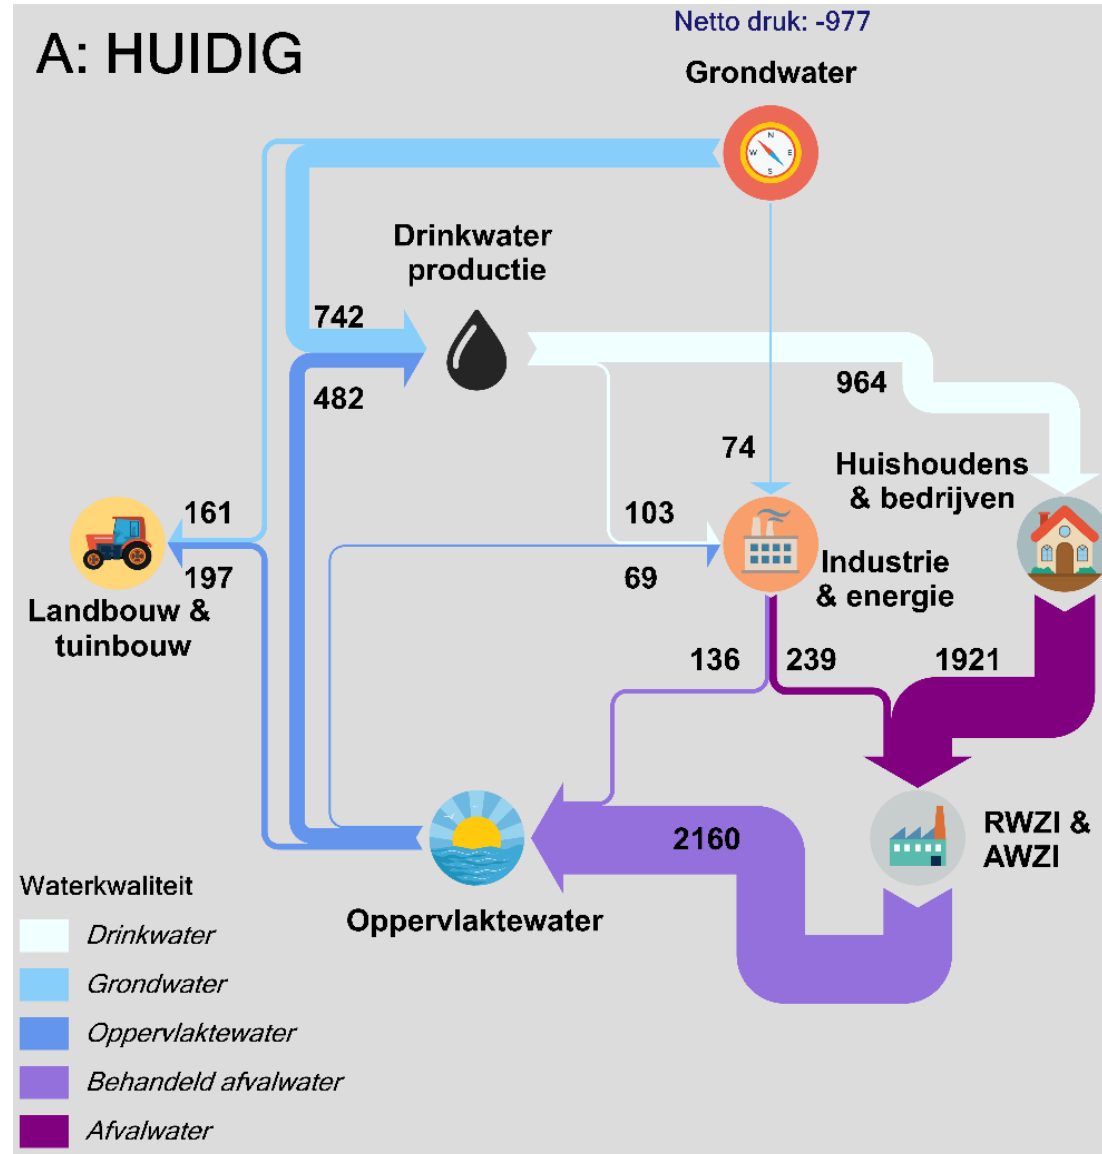 A: HUIDIG
Netto druk: -977
Grondwater
N
W E
S
Drinkwater
productie
742
482
964
74
Huishoudens
& bedrijven
161
197
103
69
Industrie
& energie
Landbouw &
tuinbouw
136
239
1921
2160
RWZI &
AWZI
Oppervlaktewater
Waterkwaliteit
Drinkwater
Grondwater
Oppervlaktewater
Behandeld afvalwater
Afvalwater